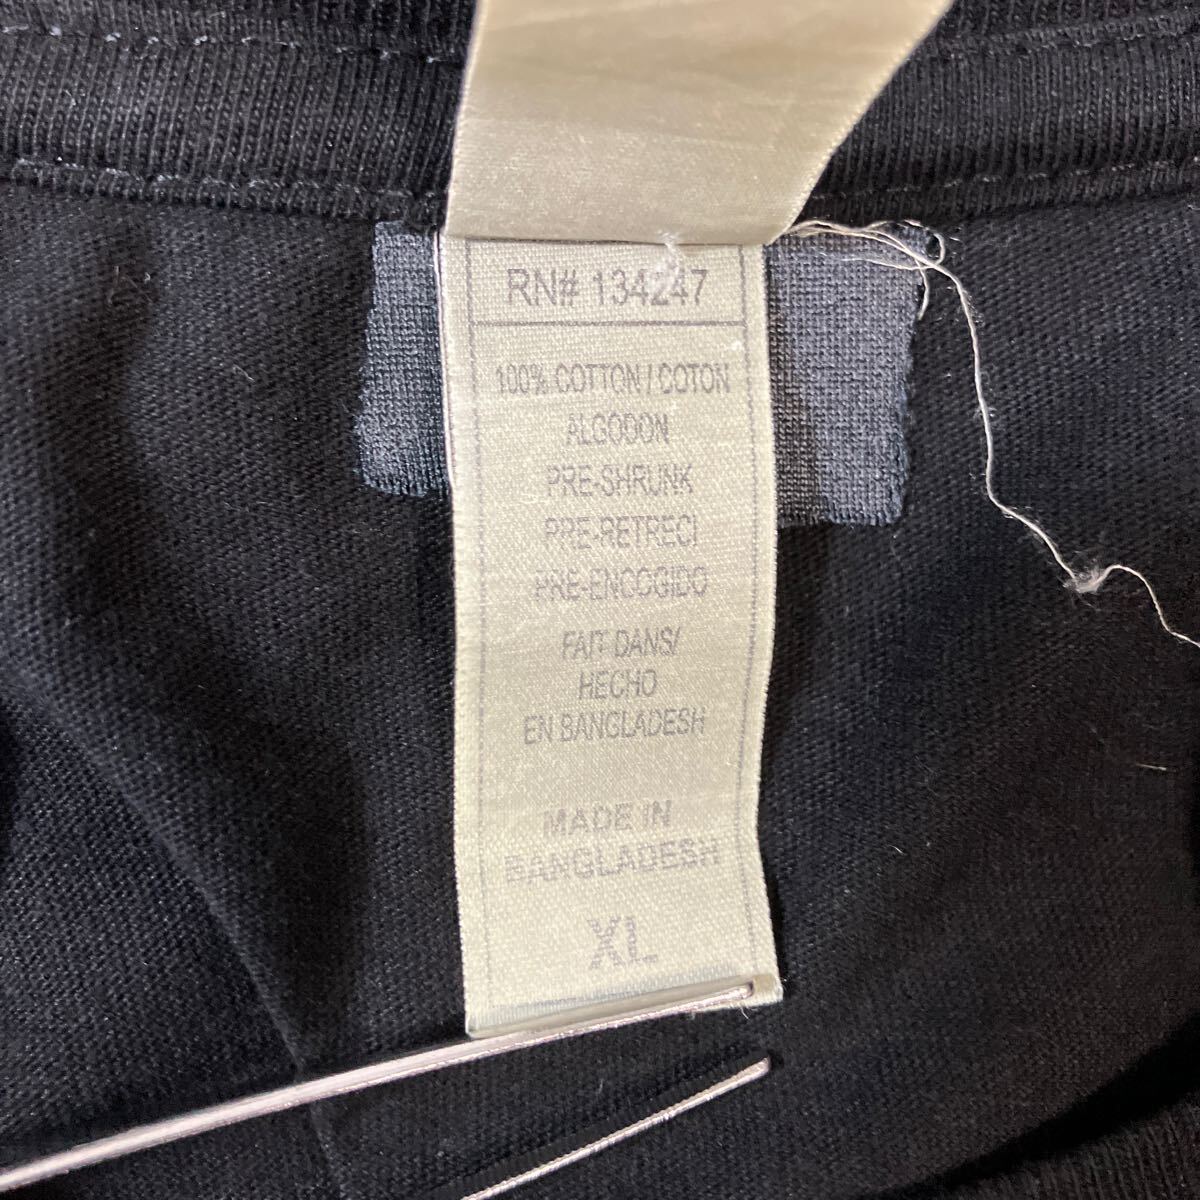 RN# 134247
100% COTTON / COTON
ALGODON
PRE-SHRUNK
PRE-RETRECI
PRE-ENCOGIDO
FAIT DANS/
HECHO
EN BANGLADESH
MADE IN
BANGLADESH
XL